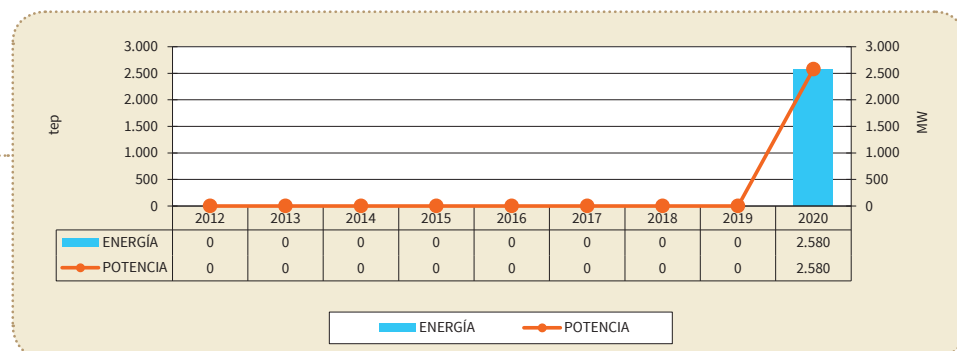 3.000 3.000
2.500 2.500
2.000 2.000
tep 1.500 1.500 MW
1.000 1.000
500 500
0 0
2012 2013 2014 2015 2016 2017 2018 2019 2020
ENERGÍA 0 0 0 0 0 0 0 0 2.580
POTENCIA 0 0 0 0 0 0 0 0 2.580
ENERGÍA POTENCIA